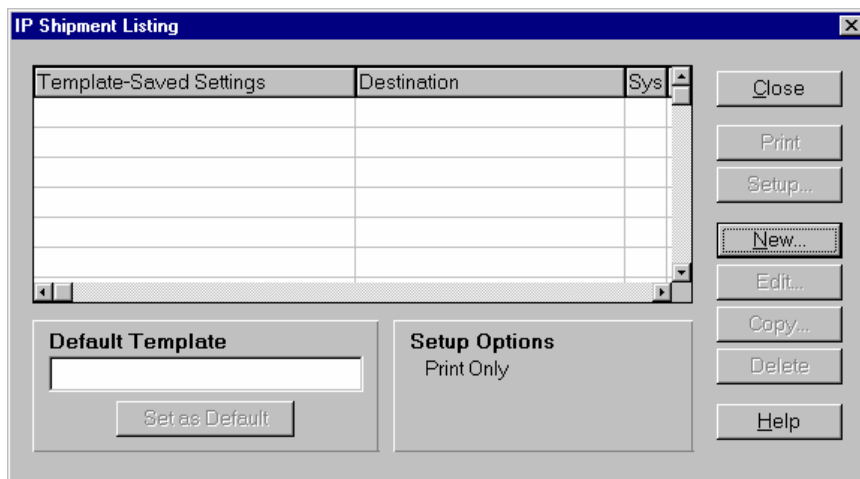 IP Shipment Listing
Template-Saved Settings Destination Sys
Close
Print
Setup...
New...
Edit...
Copy...
Delete
Help
Default Template
Set as Default
Setup Options
Print Only